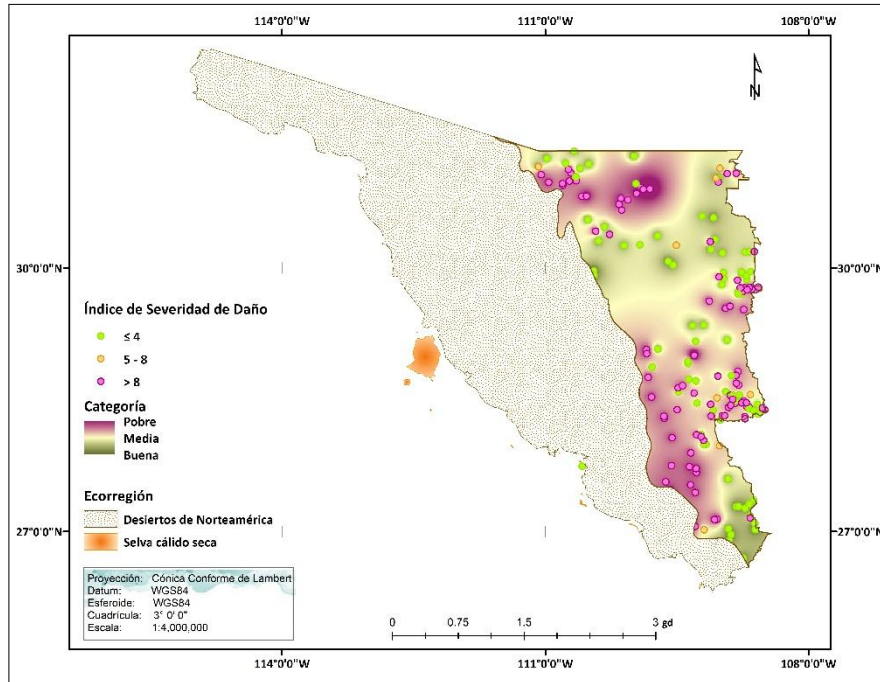 114°0'0"W 111°0'0"W 108°0'0"W
N
30°0'0"N 30°0'0"N
Índice de Severidad de Daño
≤ 4
5 - 8
> 8
Categoría
Pobre
Media
Buena
Ecorregión
Desiertos de Norteamérica
Selva cálido seca
27°0'0"N 27°0'0"N
Proyección: Cónica Conforme de Lambert
Datum: WGS84
Esferoide: WGS84
Cuadrícula: 3° 0' 0"
Escala: 1:4,000,000
0 0.75 1.5 3 gd
114°0'0"W 111°0'0"W 108°0'0"W